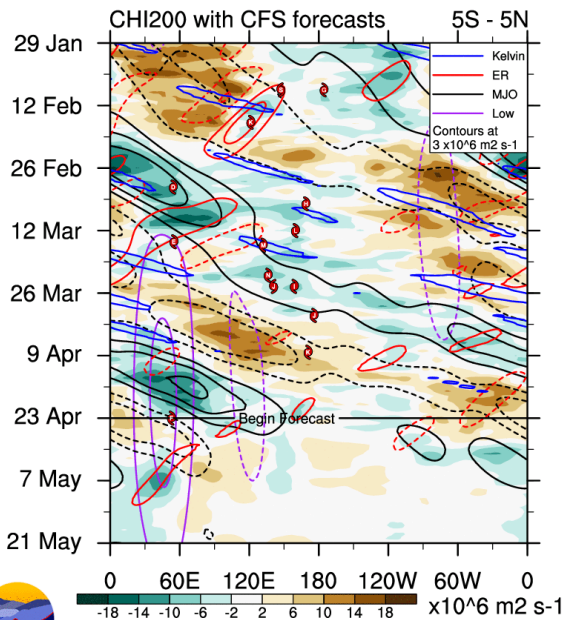 CHI200 with CFS forecasts 5S - 5N
29 Jan
12 Feb
26 Feb
12 Mar
26 Mar
9 Apr
23 Apr
7 May
21 May
Kelvin
ER
MJO
Low
Contours at
3 x10^6 m2 s-1
Begin Forecast
0 60E 120E 180 120W 60W 0
-18 -14 -10 -6 -2 2 6 10 14 18 x10^6 m2 s-1